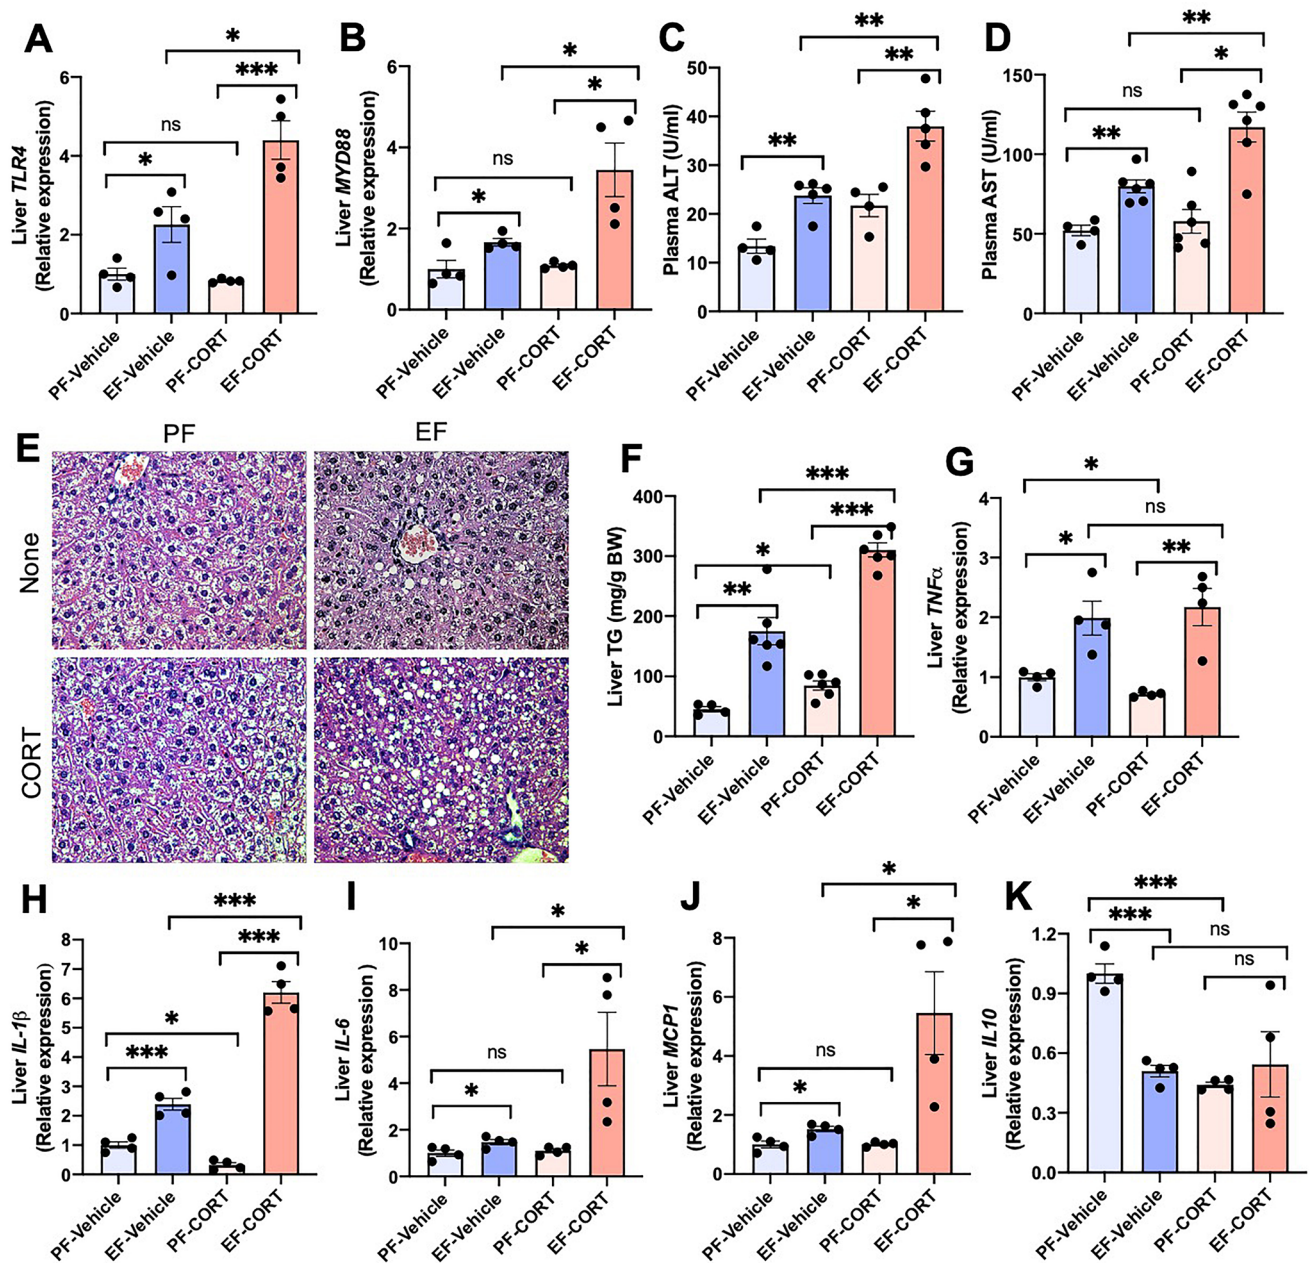 A
*
***
ns
*
Liver TLR4
(Relative expression)
6
4
2
0
PF-Vehicle
EF-Vehicle
PF-CORT
EF-CORT
B
*
*
ns
*
Liver MYD88
(Relative expression)
6
4
2
0
PF-Vehicle
EF-Vehicle
PF-CORT
EF-CORT
C
**
**
**
Plasma ALT (U/ml)
50
40
30
20
10
0
PF-Vehicle
EF-Vehicle
PF-CORT
EF-CORT
D
**
*
ns
**
Plasma AST (U/ml)
150
100
50
0
PF-Vehicle
EF-Vehicle
PF-CORT
EF-CORT
E
PF
EF
None
CORT
F
***
***
*
**
Liver TG (mg/g BW)
400
300
200
100
0
PF-Vehicle
EF-Vehicle
PF-CORT
EF-CORT
G
*
ns
*
**
Liver TNFα
(Relative expression)
4
3
2
1
0
PF-Vehicle
EF-Vehicle
PF-CORT
EF-CORT
H
***
***
*
***
Liver IL-1β
(Relative expression)
8
7
6
5
4
3
2
1
0
PF-Vehicle
EF-Vehicle
PF-CORT
EF-CORT
I
*
*
ns
*
Liver IL-6
(Relative expression )
10
8
6
4
2
0
PF-Vehicle
EF-Vehicle
PF-CORT
EF-CORT
J
*
*
ns
*
Liver MCP1
(Relative expression)
8
6
4
2
0
PF-Vehicle
EF-Vehicle
PF-CORT
EF-CORT
K
***
***
ns
ns
Liver IL10
(Relative expression)
1.2
0.9
0.6
0.3
0.0
PF-Vehicle
EF-Vehicle
PF-CORT
EF-CORT